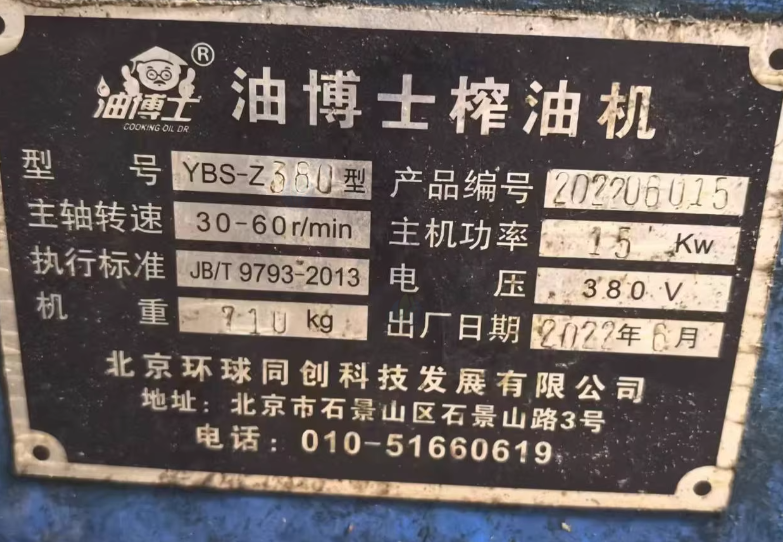 油博士®
COOKING OIL DR.
油博士榨油机
型号 YBS-Z380型 产品编号 202206015
主轴转速 30-60r/min 主机功率 15 Kw
执行标准 JB/T 9793-2013 电压 380 V
机重 710 kg 出厂日期 2022年6月
北京环球同创科技发展有限公司
地址：北京市石景山区石景山路3号
电话：010-51660619